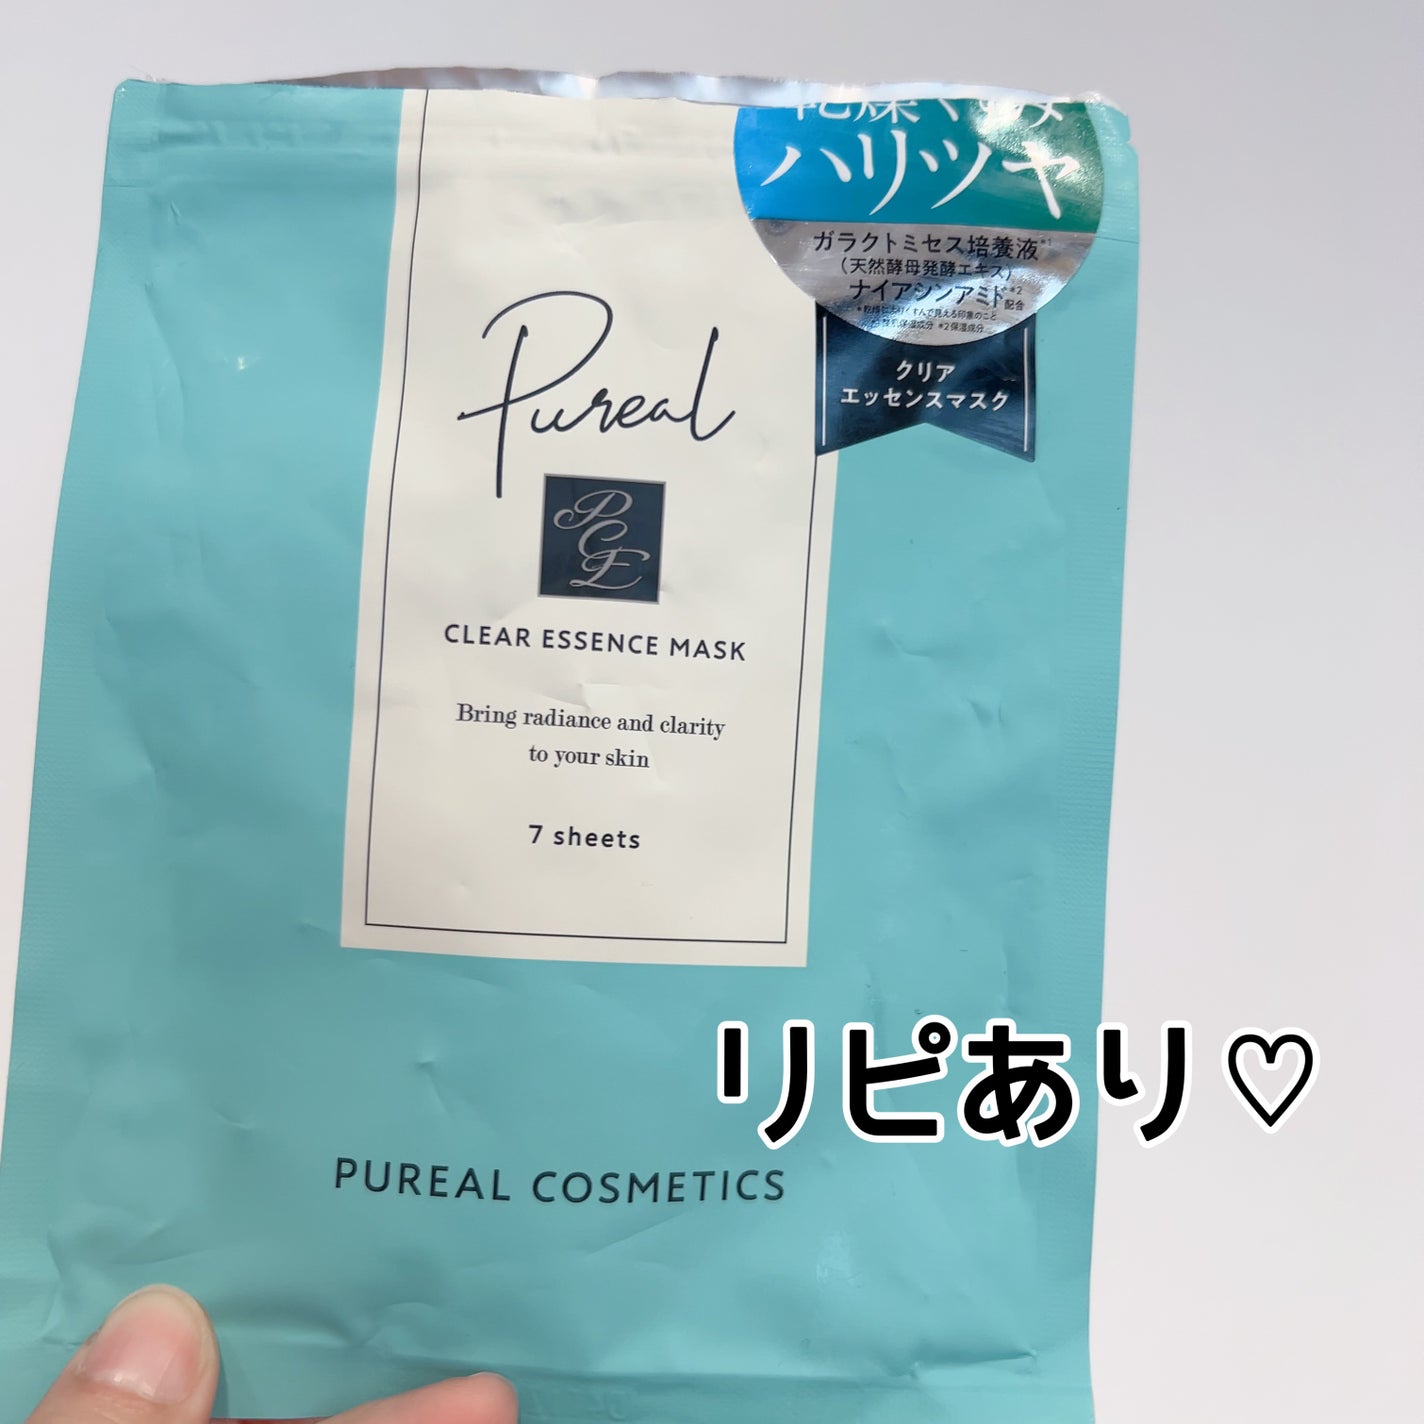 ハリツヤ
ガラクトミセス培養液*1
(天然酵母発酵エキス)
ナイアシンアミド*2
配合
クリア
エッセンスマスク
Pureal
PCE
CLEAR ESSENCE MASK
Bring radiance and clarity
to your skin
7 sheets
リピあり♡
PUREAL COSMETICS